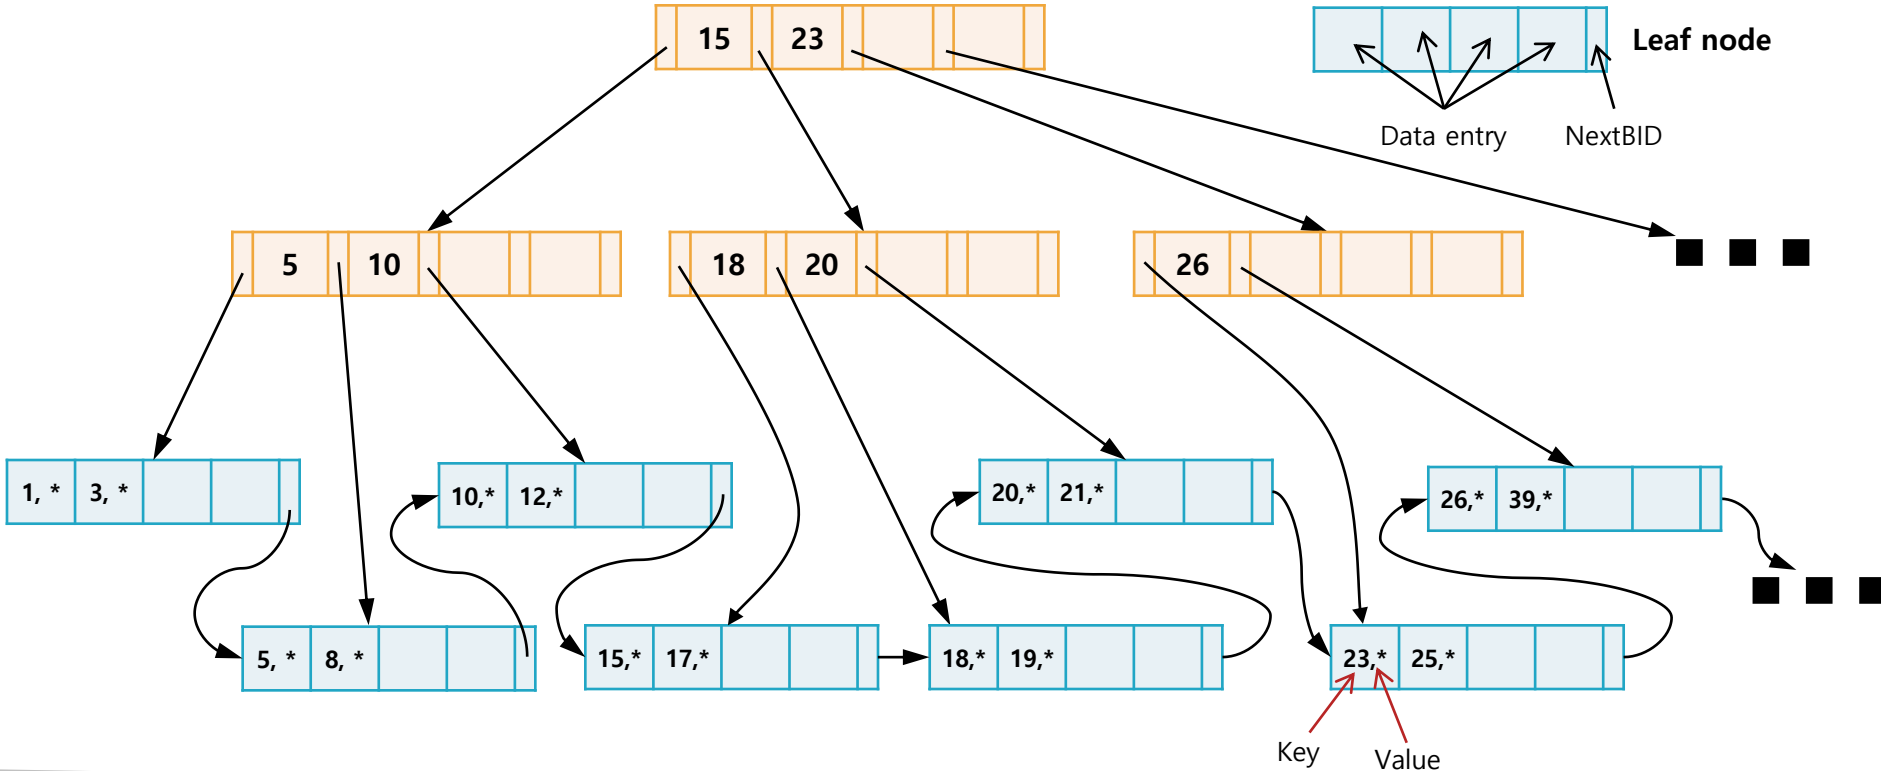 15 23
Leaf node
Data entry NextBID
5 10
18 20
26
1, * 3, *
10,* 12,*
20,* 21,*
26,* 39,*
5, * 8, *
15,* 17,*
18,* 19,*
23,* 25,*
Key Value